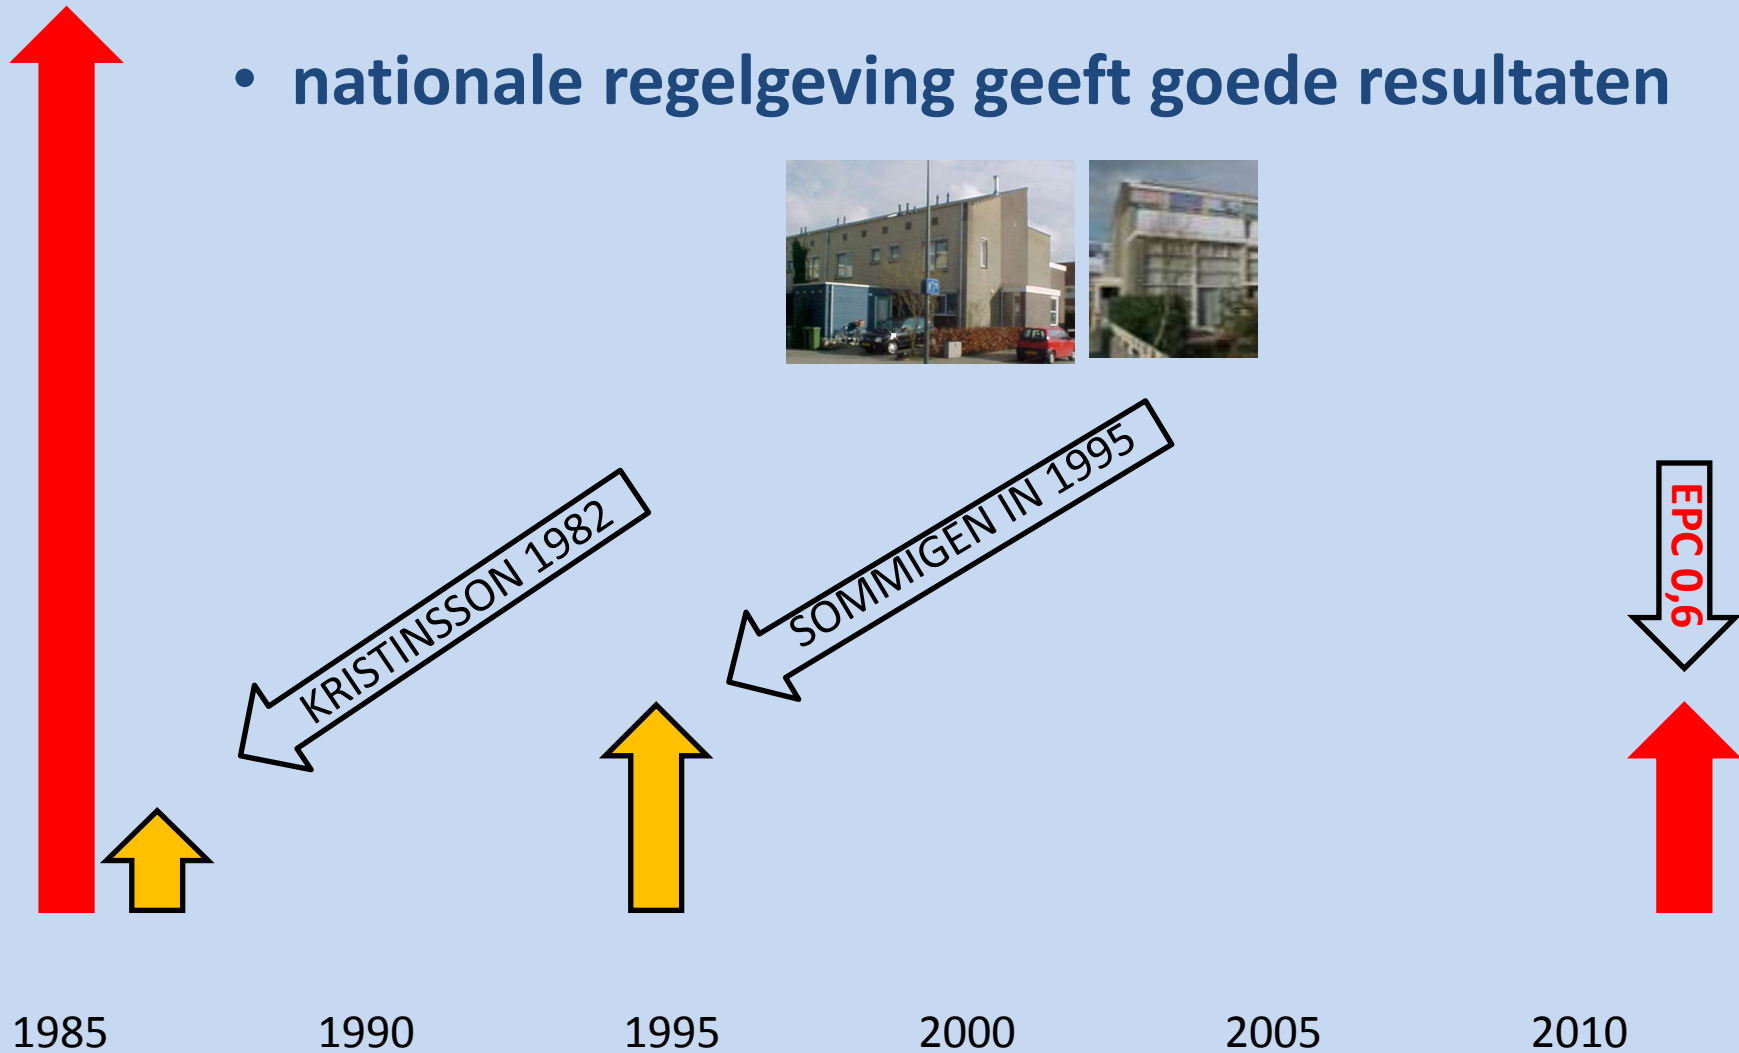 • nationale regelgeving geeft goede resultaten
KRISTINSSON 1982
SOMMIGEN IN 1995
EPC 0,6
1985 1990 1995 2000 2005 2010